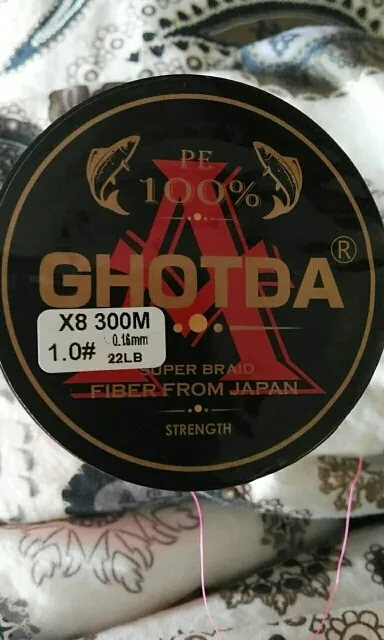 PE
100%
GHOTDA®
X8 300M
1.0# 0.16mm
22LB
SUPER BRAID
FIBER FROM JAPAN
STRENGTH